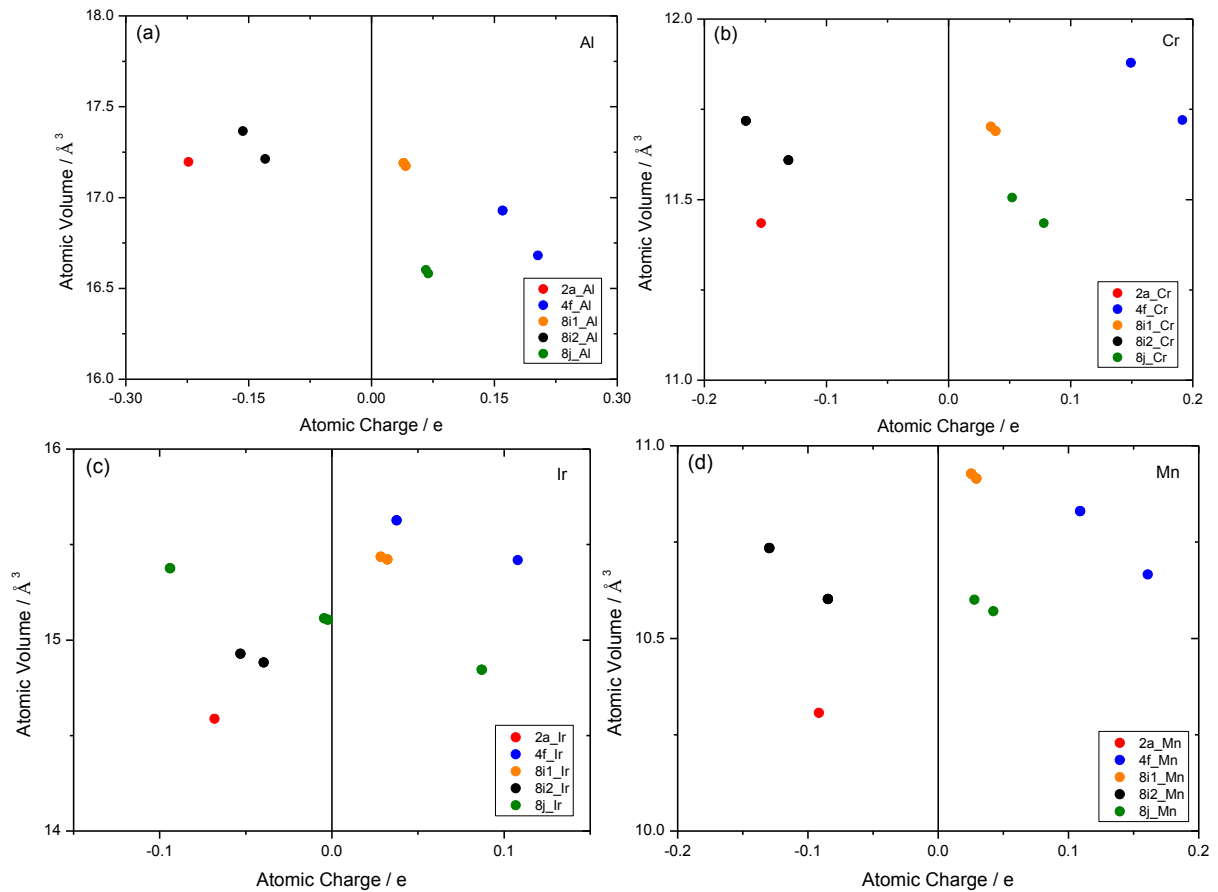 (a)
Al
18.0
17.5
17.0
16.5
16.0
Atomic Volume / Å 3
-0.30
-0.15
0.00
0.15
0.30
Atomic Charge / e
2a_Al
4f_Al
8i1_Al
8i2_Al
8j_Al
(b)
Cr
12.0
11.5
11.0
Atomic Volume / Å 3
-0.2
-0.1
0.0
0.1
0.2
Atomic Charge / e
2a_Cr
4f_Cr
8i1_Cr
8i2_Cr
8j_Cr
(c)
Ir
16
15
14
Atomic Volume / Å 3
-0.1
0.0
0.1
Atomic Charge / e
2a_Ir
4f_Ir
8i1_Ir
8i2_Ir
8j_Ir
(d)
Mn
11.0
10.5
10.0
Atomic Volume / Å 3
-0.2
-0.1
0.0
0.1
0.2
Atomic Charge / e
2a_Mn
4f_Mn
8i1_Mn
8i2_Mn
8j_Mn